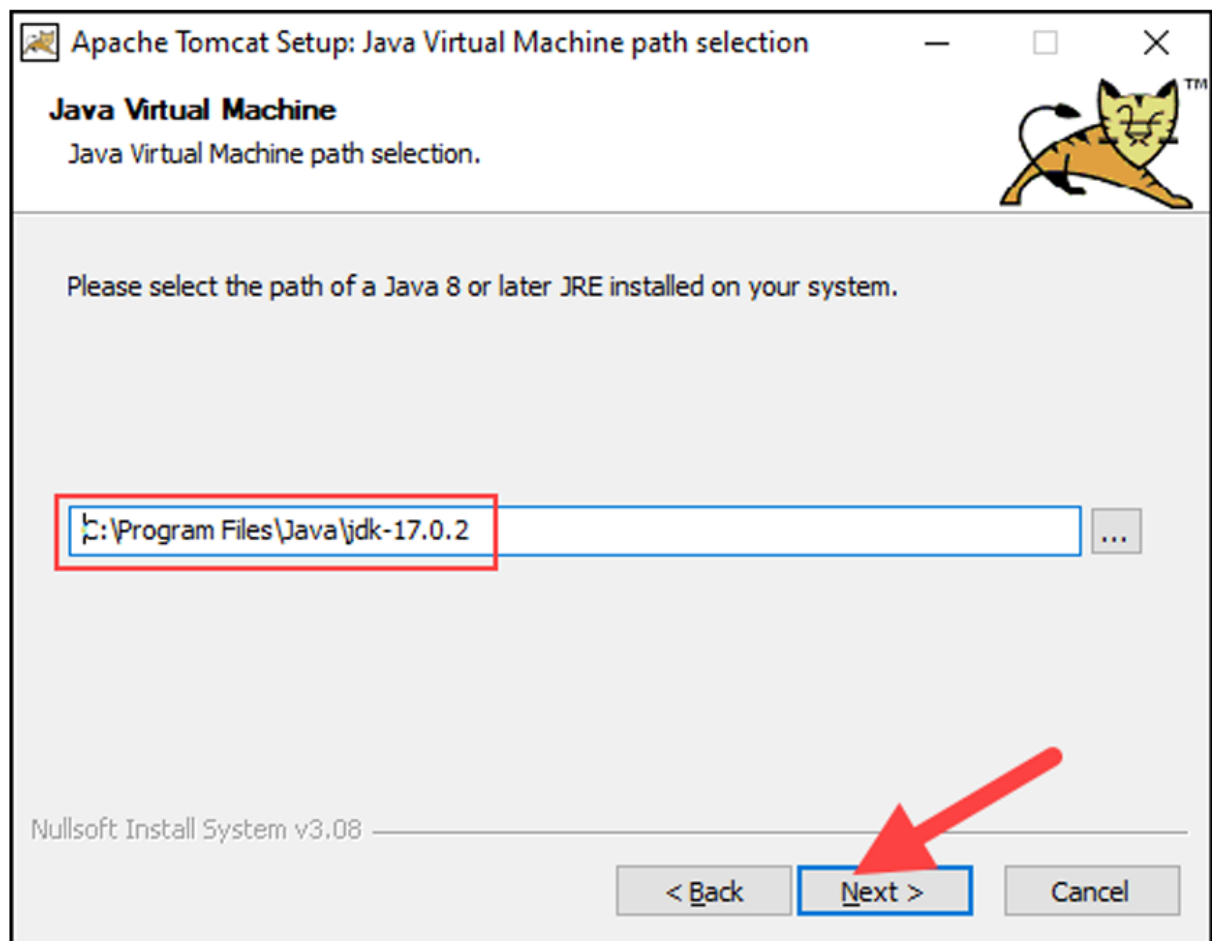 Apache Tomcat Setup: Java Virtual Machine path selection
TM
Java Virtual Machine
Java Virtual Machine path selection.
Please select the path of a Java 8 or later JRE installed on your system.
C:\Program Files\Java\jdk-17.0.2
...
Nullsoft Install System v3.08
< Back
Next >
Cancel